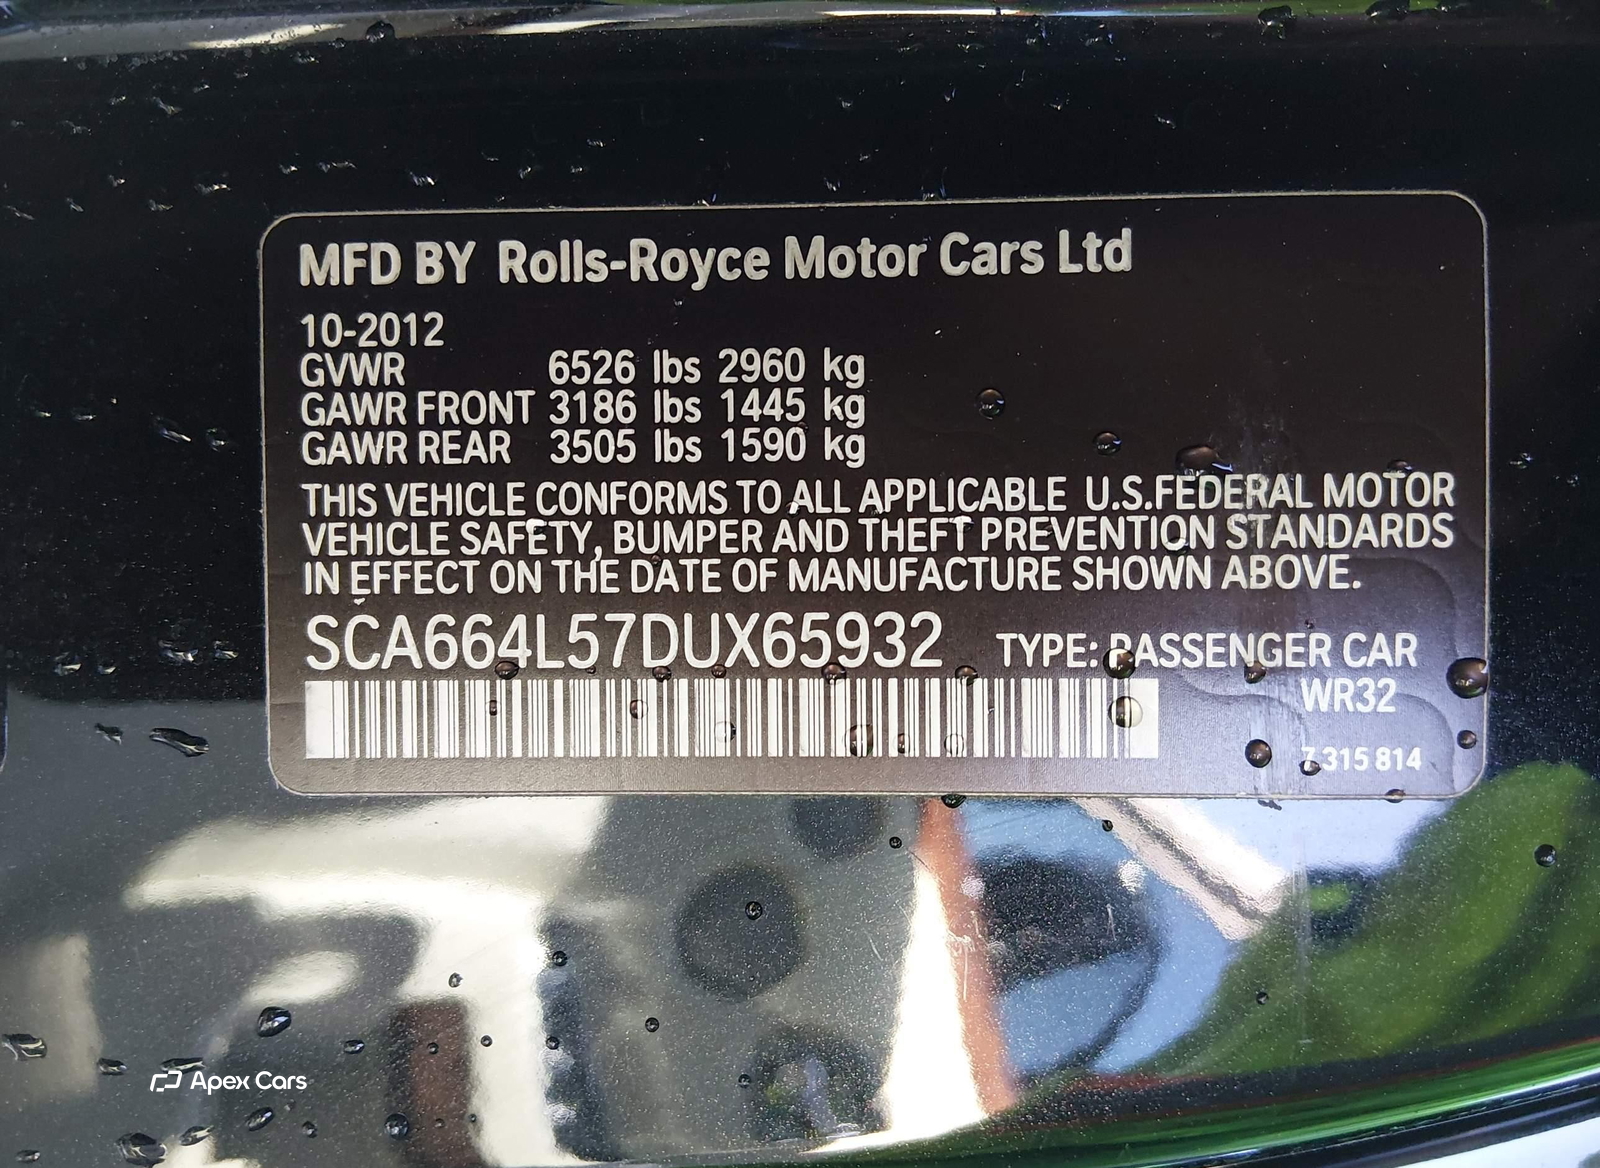 MFD BY Rolls-Royce Motor Cars Ltd
10-2012
GVWR 6526 lbs 2960 kg
GAWR FRONT 3186 lbs 1445 kg
GAWR REAR 3505 lbs 1590 kg
THIS VEHICLE CONFORMS TO ALL APPLICABLE U.S.FEDERAL MOTOR
VEHICLE SAFETY, BUMPER AND THEFT PREVENTION STANDARDS
IN EFFECT ON THE DATE OF MANUFACTURE SHOWN ABOVE.
SCA664L57DUX65932 TYPE: PASSENGER CAR
WR32
7 315 814
Apex Cars